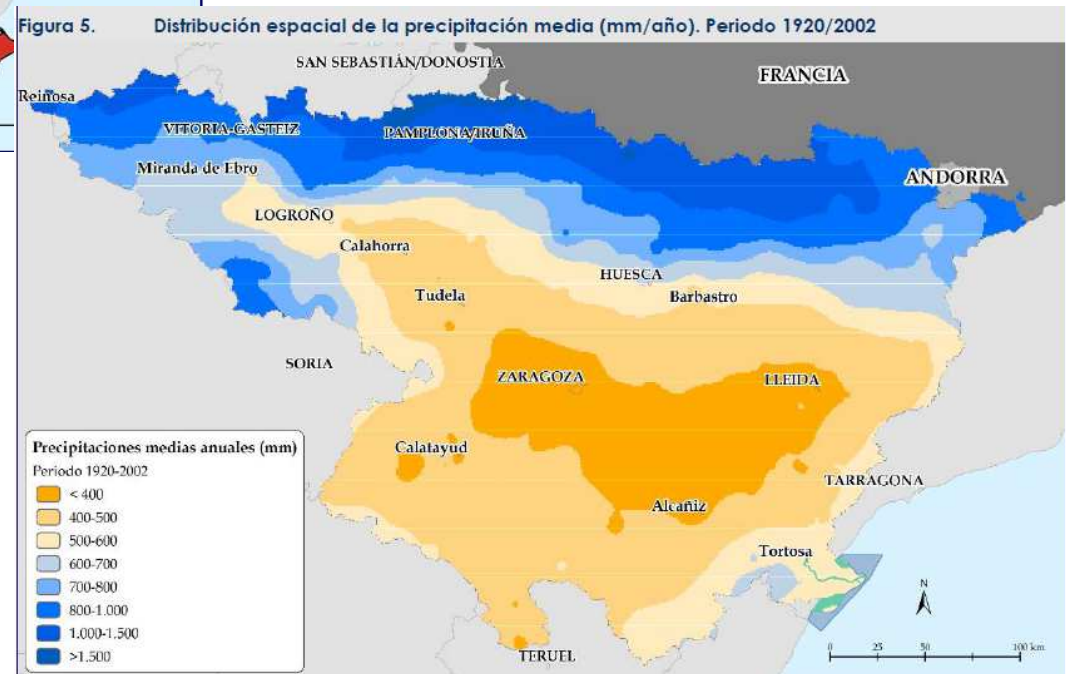 Figura 5. Distribución espacial de la precipitación media (mm/año). Periodo 1920/2002
SAN SEBASTIÁN/DONOSTIA
FRANCIA
Reinosa
VITORIA-GASTEIZ
PAMPLONA/IRUÑA
Miranda de Ebro
ANDORRA
LOGROÑO
Calahorra
HUESCA
Tudela
Barbastro
SORIA
ZARAGOZA
LLEIDA
Calatayud
TARRAGONA
Alcañiz
Tortosa
TERUEL
Precipitaciones medias anuales (mm)
Periodo 1920-2002
< 400
400-500
500-600
600-700
700-800
800-1.000
1.000-1.500
>1.500
N
0 25 50 100 km